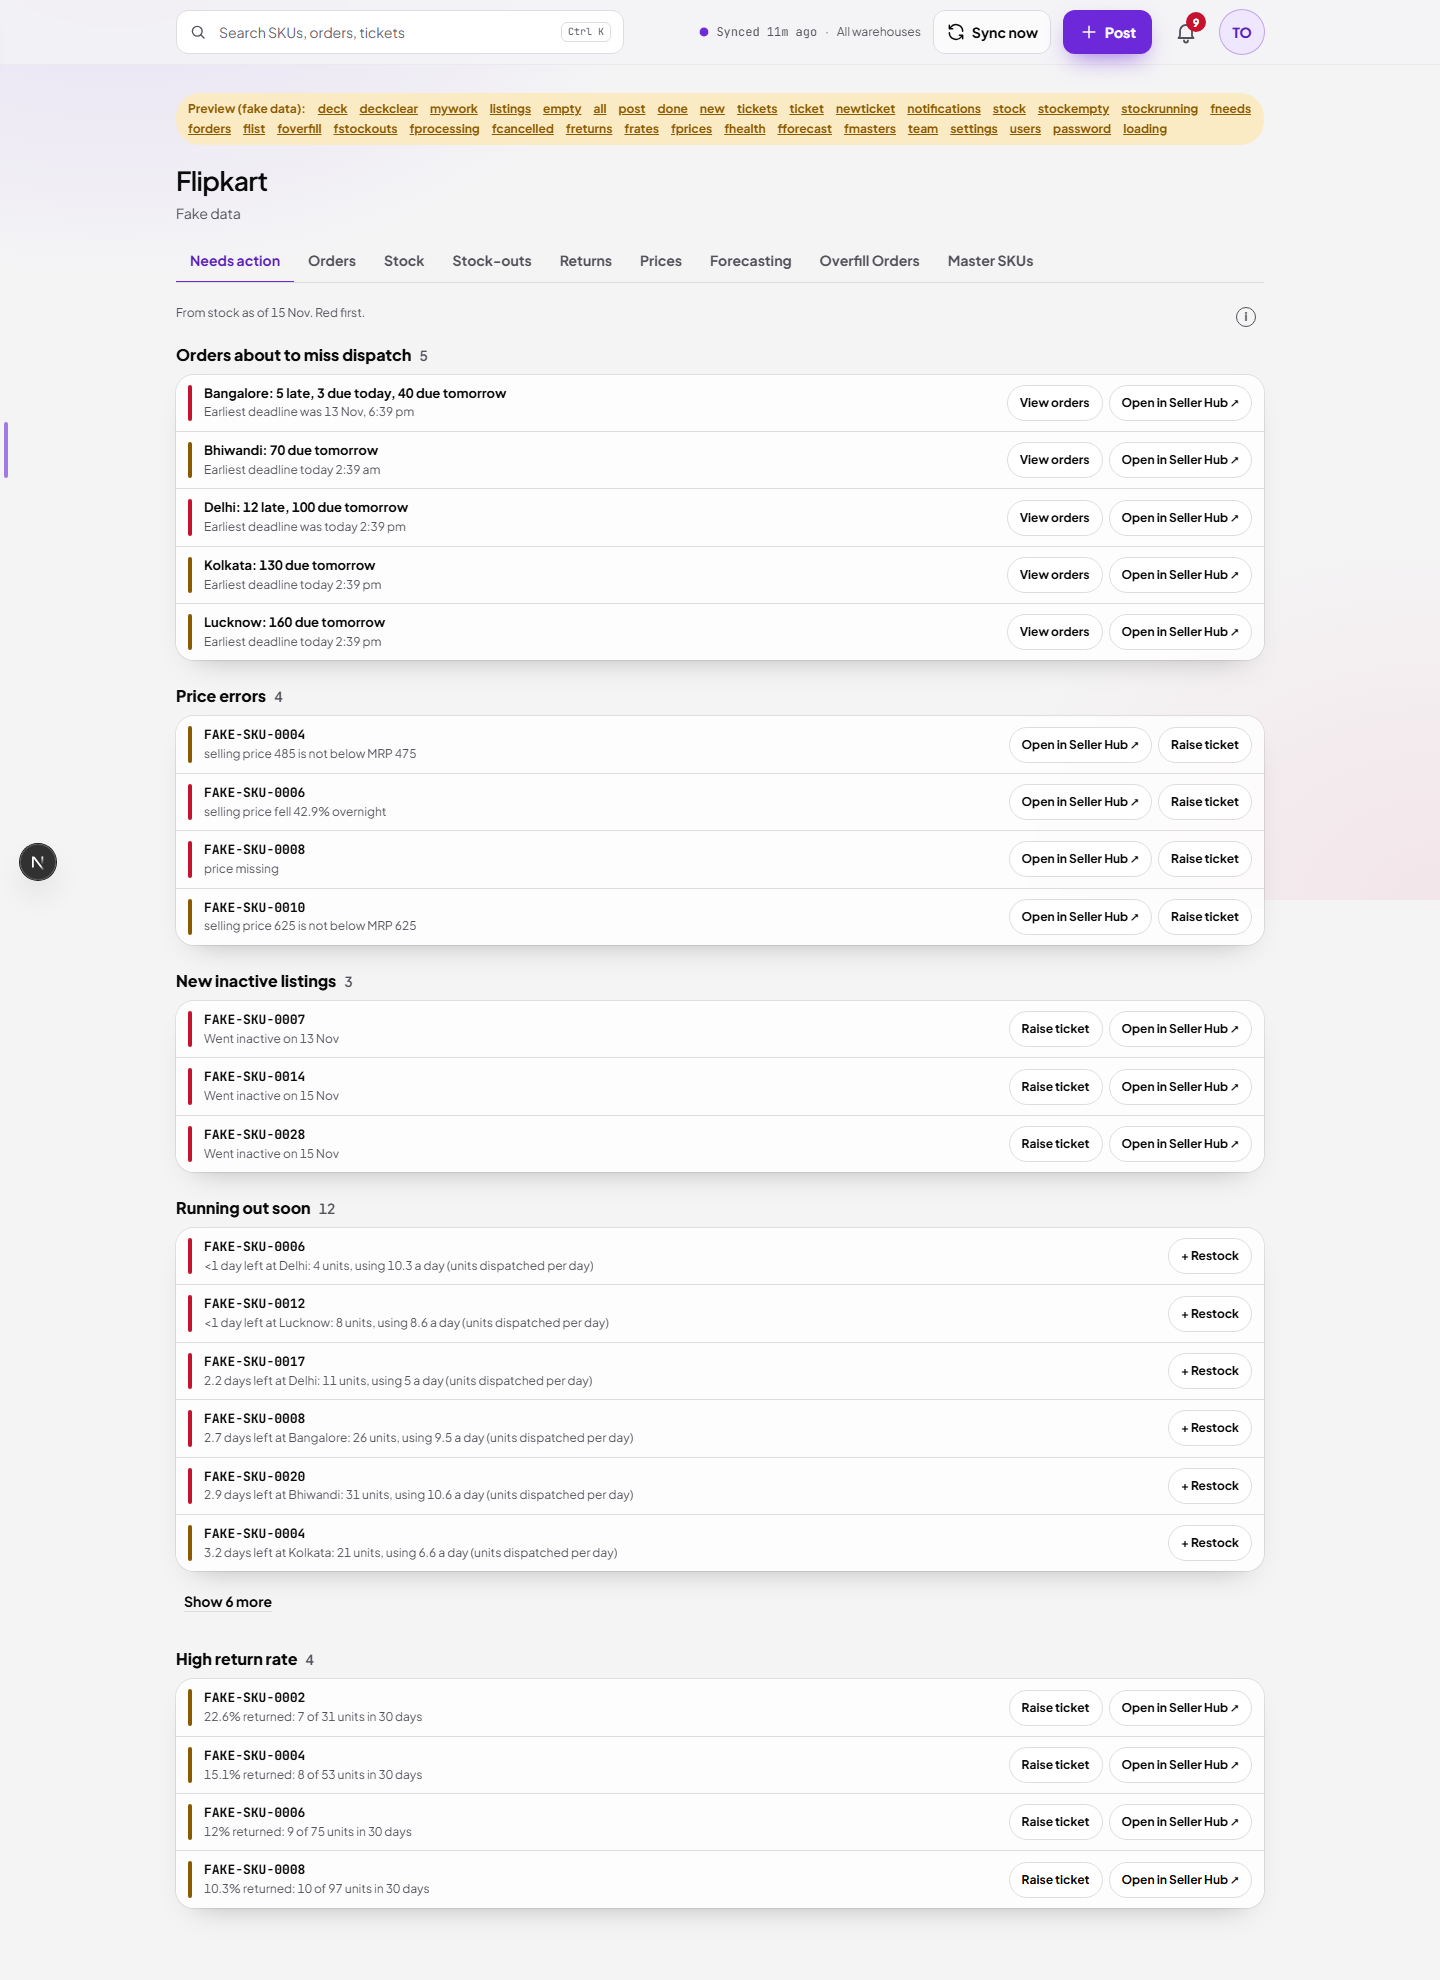 Search SKUs, orders, tickets
Ctrl K
Synced 11m ago · All warehouses
Sync now
+ Post
9
TO
Preview (fake data): deck deckclear mywork listings empty all post done new tickets ticket newticket notifications stock stockempty stockrunning fneeds
forders flist foverfill fstockouts fprocessing fcancelled freturns frates fprices fhealth fforecast fmasters team settings users password loading
Flipkart
Fake data
Needs action Orders Stock Stock-outs Returns Prices Forecasting Overfill Orders Master SKUs
From stock as of 15 Nov. Red first.
i
Orders about to miss dispatch 5
Bangalore: 5 late, 3 due today, 40 due tomorrow
Earliest deadline was 13 Nov, 6:39 pm
View orders Open in Seller Hub ↗
Bhiwandi: 70 due tomorrow
Earliest deadline today 2:39 am
View orders Open in Seller Hub ↗
Delhi: 12 late, 100 due tomorrow
Earliest deadline was today 2:39 pm
View orders Open in Seller Hub ↗
Kolkata: 130 due tomorrow
Earliest deadline today 2:39 pm
View orders Open in Seller Hub ↗
Lucknow: 160 due tomorrow
Earliest deadline today 2:39 pm
View orders Open in Seller Hub ↗
Price errors 4
FAKE-SKU-0004
selling price 485 is not below MRP 475
Open in Seller Hub ↗ Raise ticket
FAKE-SKU-0006
selling price fell 42.9% overnight
Open in Seller Hub ↗ Raise ticket
FAKE-SKU-0008
price missing
Open in Seller Hub ↗ Raise ticket
FAKE-SKU-0010
selling price 625 is not below MRP 625
Open in Seller Hub ↗ Raise ticket
N
New inactive listings 3
FAKE-SKU-0007
Went inactive on 13 Nov
Raise ticket Open in Seller Hub ↗
FAKE-SKU-0014
Went inactive on 15 Nov
Raise ticket Open in Seller Hub ↗
FAKE-SKU-0028
Went inactive on 15 Nov
Raise ticket Open in Seller Hub ↗
Running out soon 12
FAKE-SKU-0006
<1 day left at Delhi: 4 units, using 10.3 a day (units dispatched per day)
+ Restock
FAKE-SKU-0012
<1 day left at Lucknow: 8 units, using 8.6 a day (units dispatched per day)
+ Restock
FAKE-SKU-0017
2.2 days left at Delhi: 11 units, using 5 a day (units dispatched per day)
+ Restock
FAKE-SKU-0008
2.7 days left at Bangalore: 26 units, using 9.5 a day (units dispatched per day)
+ Restock
FAKE-SKU-0020
2.9 days left at Bhiwandi: 31 units, using 10.6 a day (units dispatched per day)
+ Restock
FAKE-SKU-0004
3.2 days left at Kolkata: 21 units, using 6.6 a day (units dispatched per day)
+ Restock
Show 6 more
High return rate 4
FAKE-SKU-0002
22.6% returned: 7 of 31 units in 30 days
Raise ticket Open in Seller Hub ↗
FAKE-SKU-0004
15.1% returned: 8 of 53 units in 30 days
Raise ticket Open in Seller Hub ↗
FAKE-SKU-0006
12% returned: 9 of 75 units in 30 days
Raise ticket Open in Seller Hub ↗
FAKE-SKU-0008
10.3% returned: 10 of 97 units in 30 days
Raise ticket Open in Seller Hub ↗